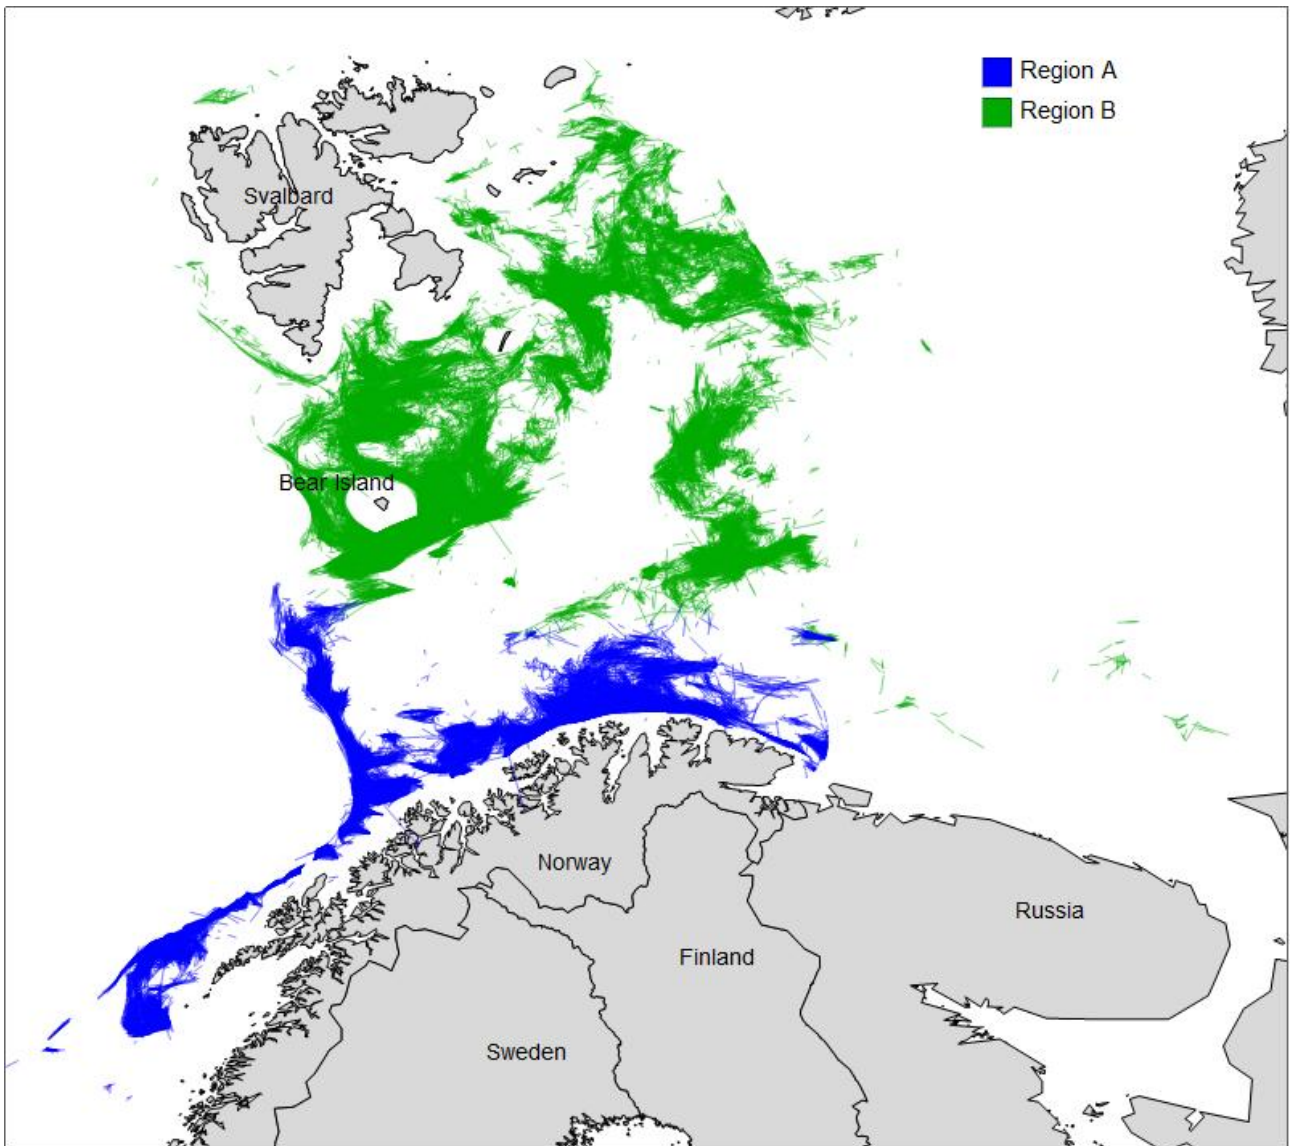 Region A
Region B
Svalbard
Bear Island
Norway
Russia
Finland
Sweden